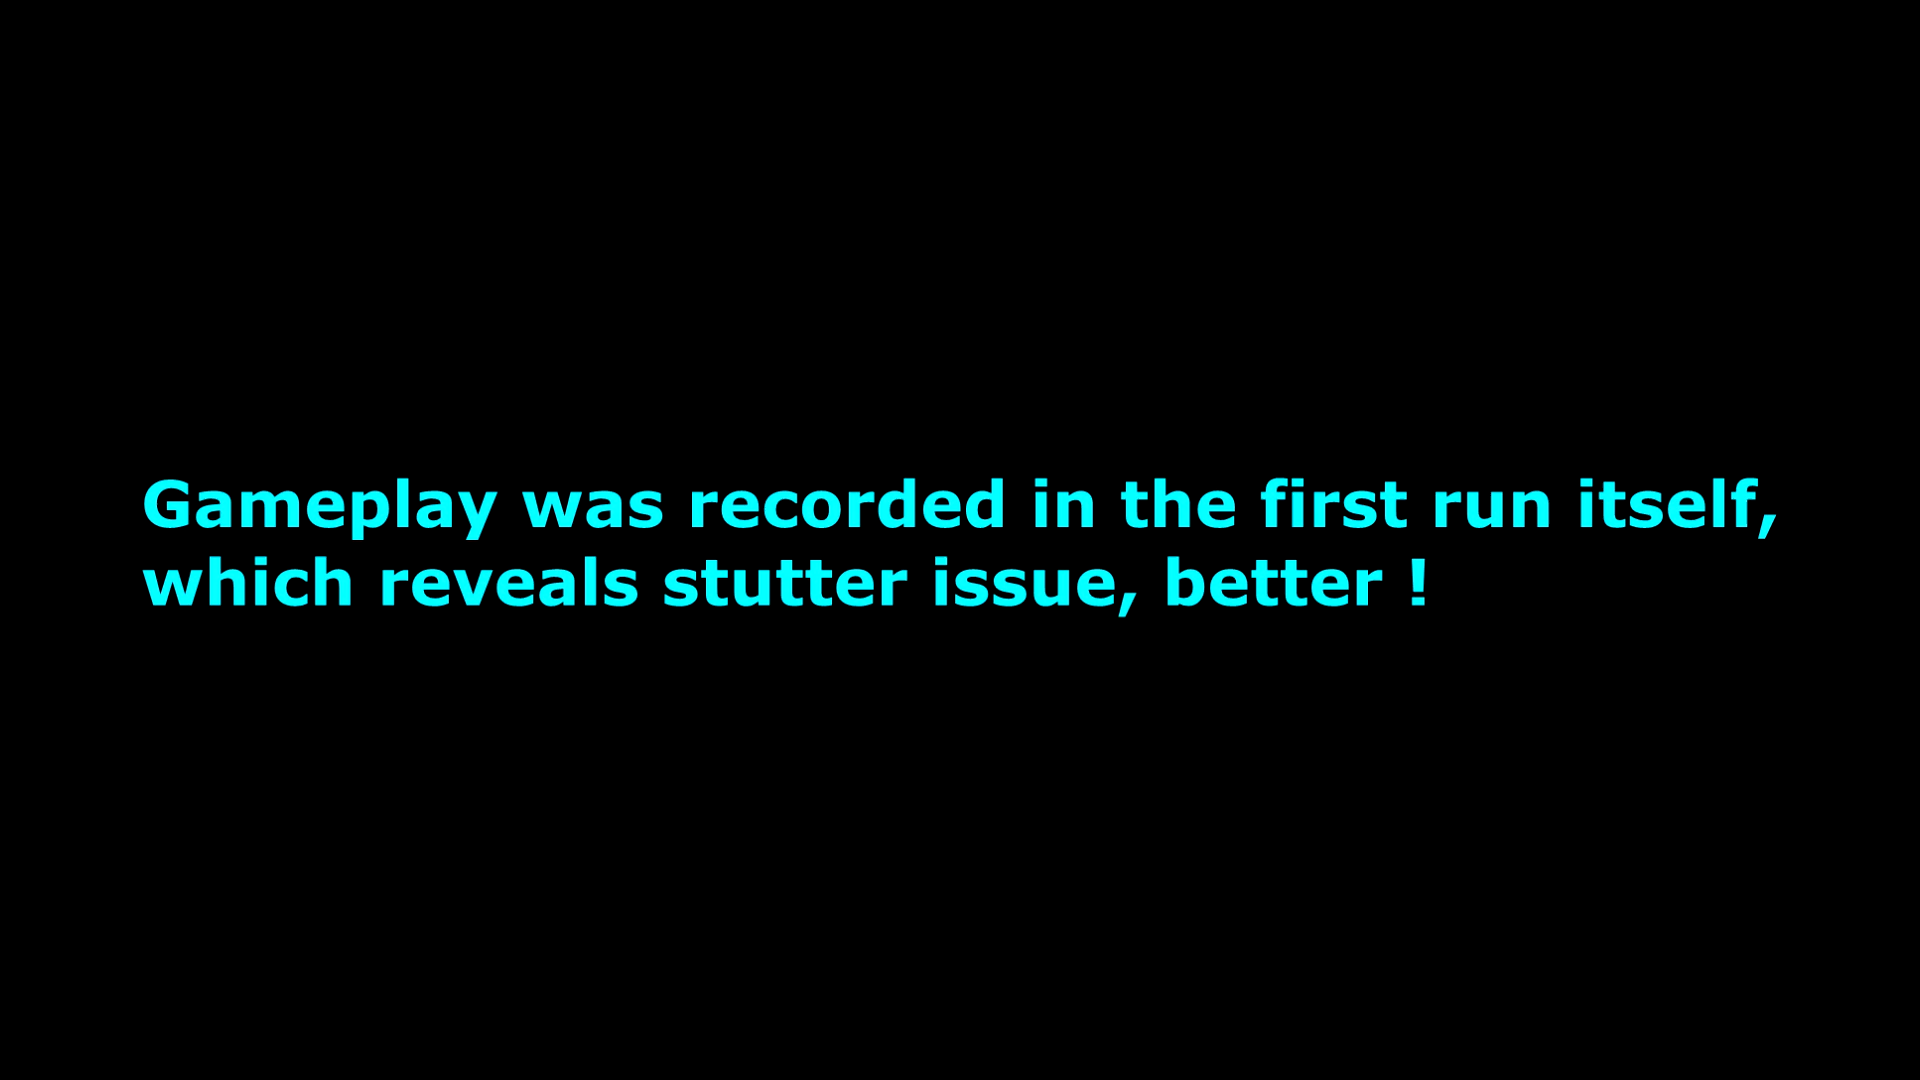 Gameplay was recorded in the first run itself,
which reveals stutter issue, better !